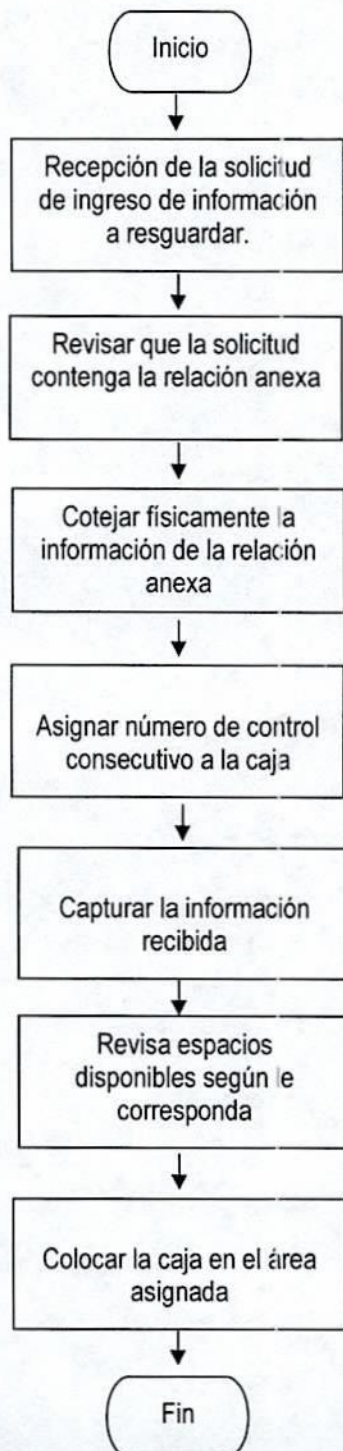 Inicio
Recepción de la solicitud
de ingreso de información
a resguardar.
Revisar que la solicitud
contenga la relación anexa
Cotejar físicamente la
información de la relación
anexa
Asignar número de control
consecutivo a la caja
Capturar la información
recibida
Revisa espacios
disponibles según le
corresponda
Colocar la caja en el área
asignada
Fin